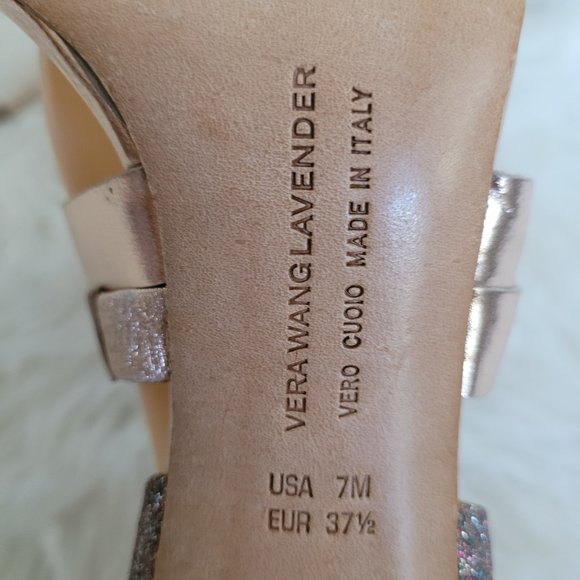 VERA WANG LAVENDER
VERO CUOIO MADE IN ITALY
USA 7M
EUR 37½